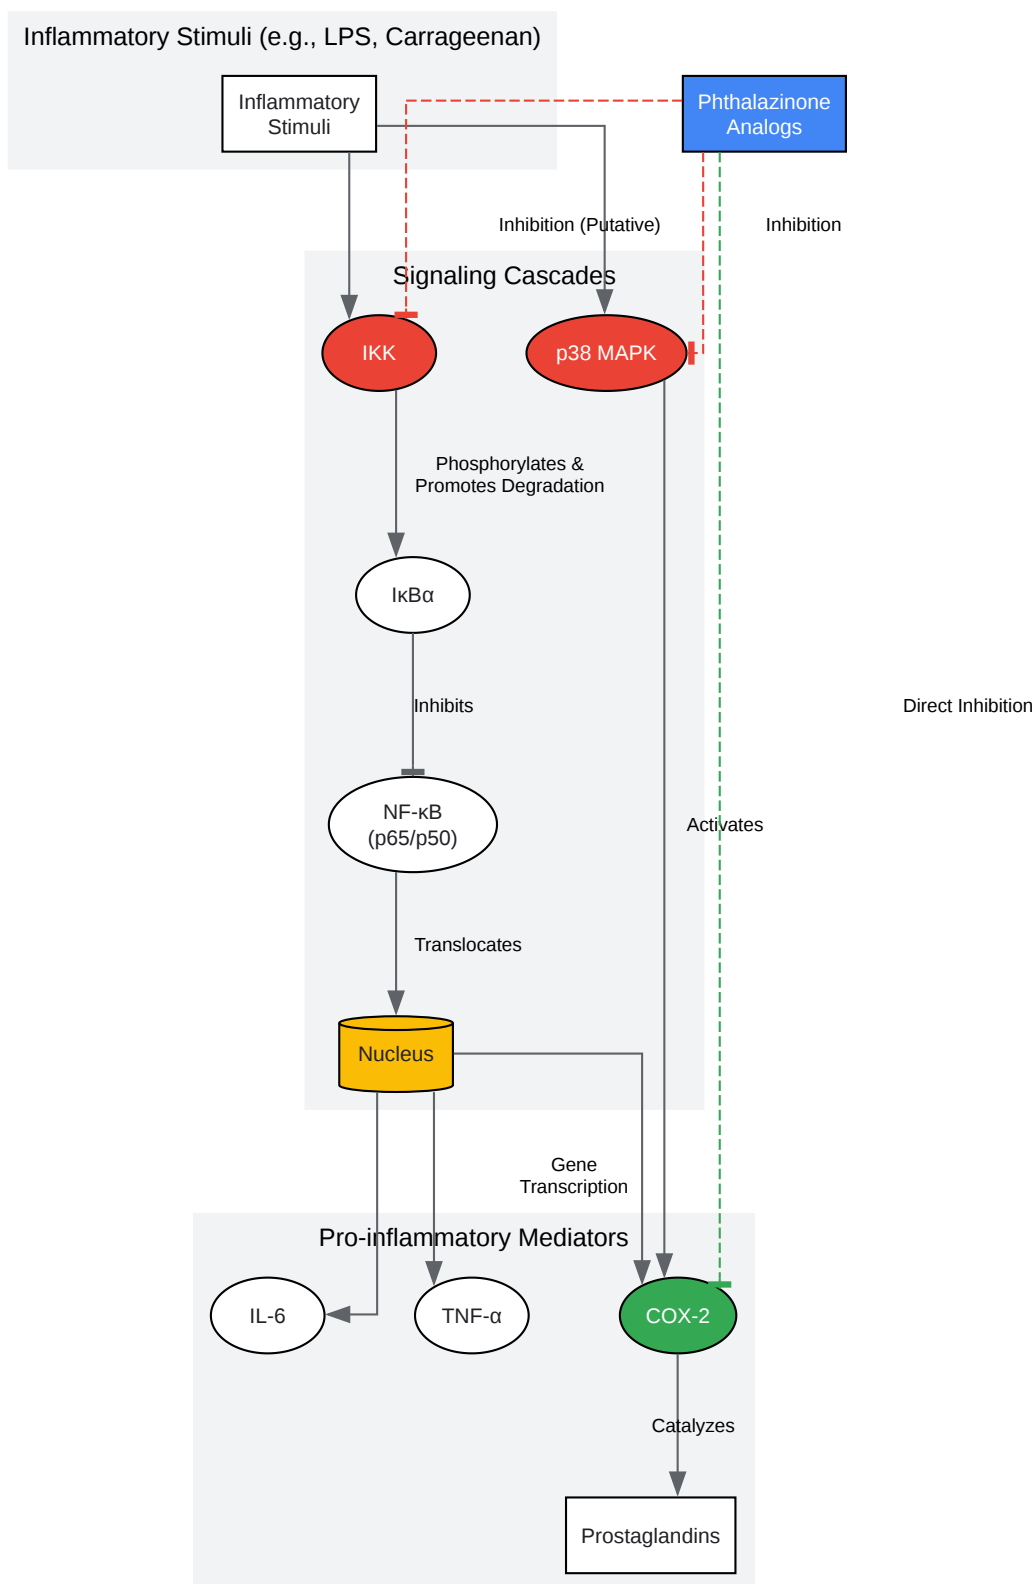 Inflammatory Stimuli (e.g., LPS, Carrageenan)
Inflammatory
Stimuli
Phthalazinone
Analogs
Inhibition (Putative)
Inhibition
Signaling Cascades
IKK
p38 MAPK
Phosphorylates &
Promotes Degradation
IκBα
Inhibits
Direct Inhibition
NF-κB
(p65/p50)
Activates
Translocates
Nucleus
Gene
Transcription
Pro-inflammatory Mediators
IL-6
TNF-α
COX-2
Catalyzes
Prostaglandins